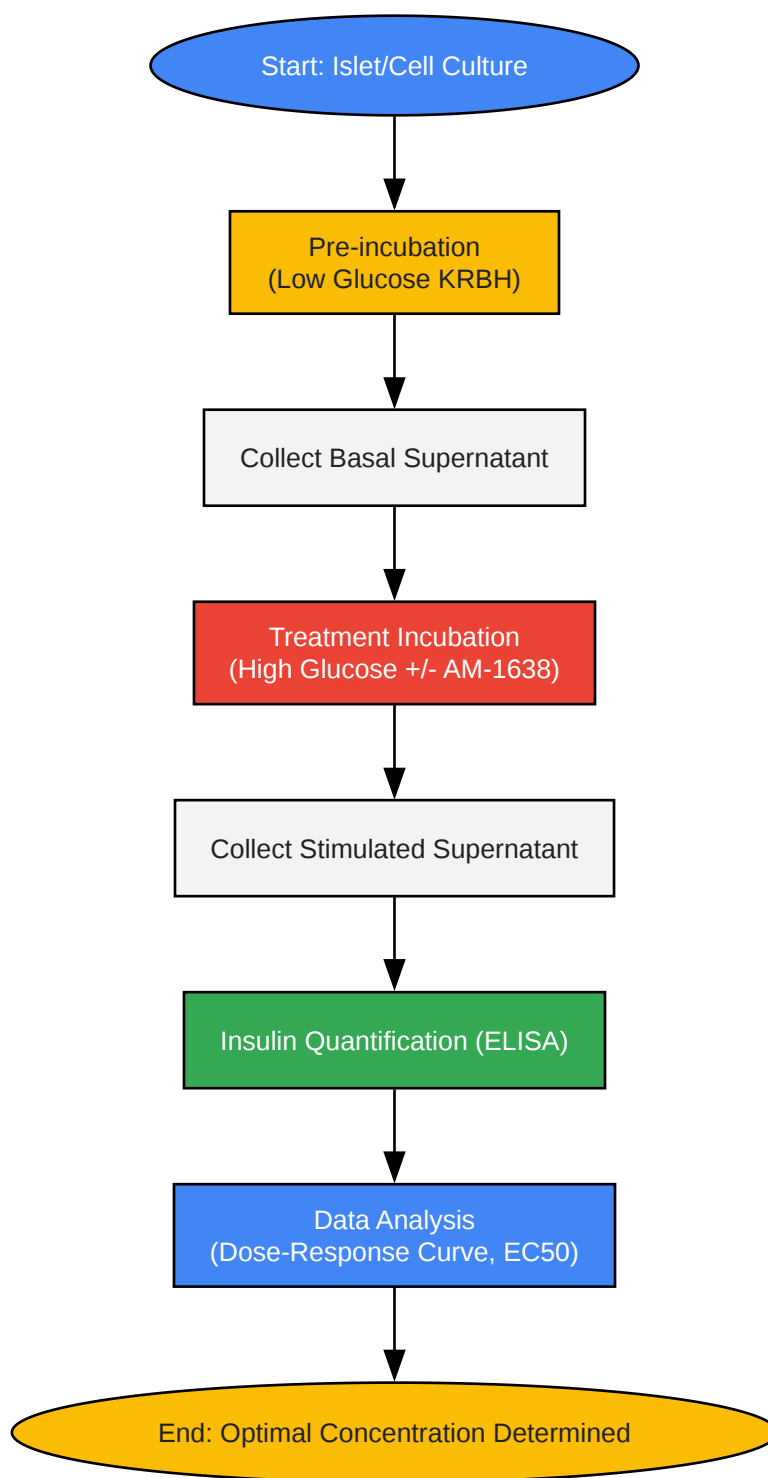 Start: Islet/Cell Culture
Pre-incubation
(Low Glucose KRBH)
Collect Basal Supernatant
Treatment Incubation
(High Glucose +/- AM-1638)
Collect Stimulated Supernatant
Insulin Quantification (ELISA)
Data Analysis
(Dose-Response Curve, EC50)
End: Optimal Concentration Determined